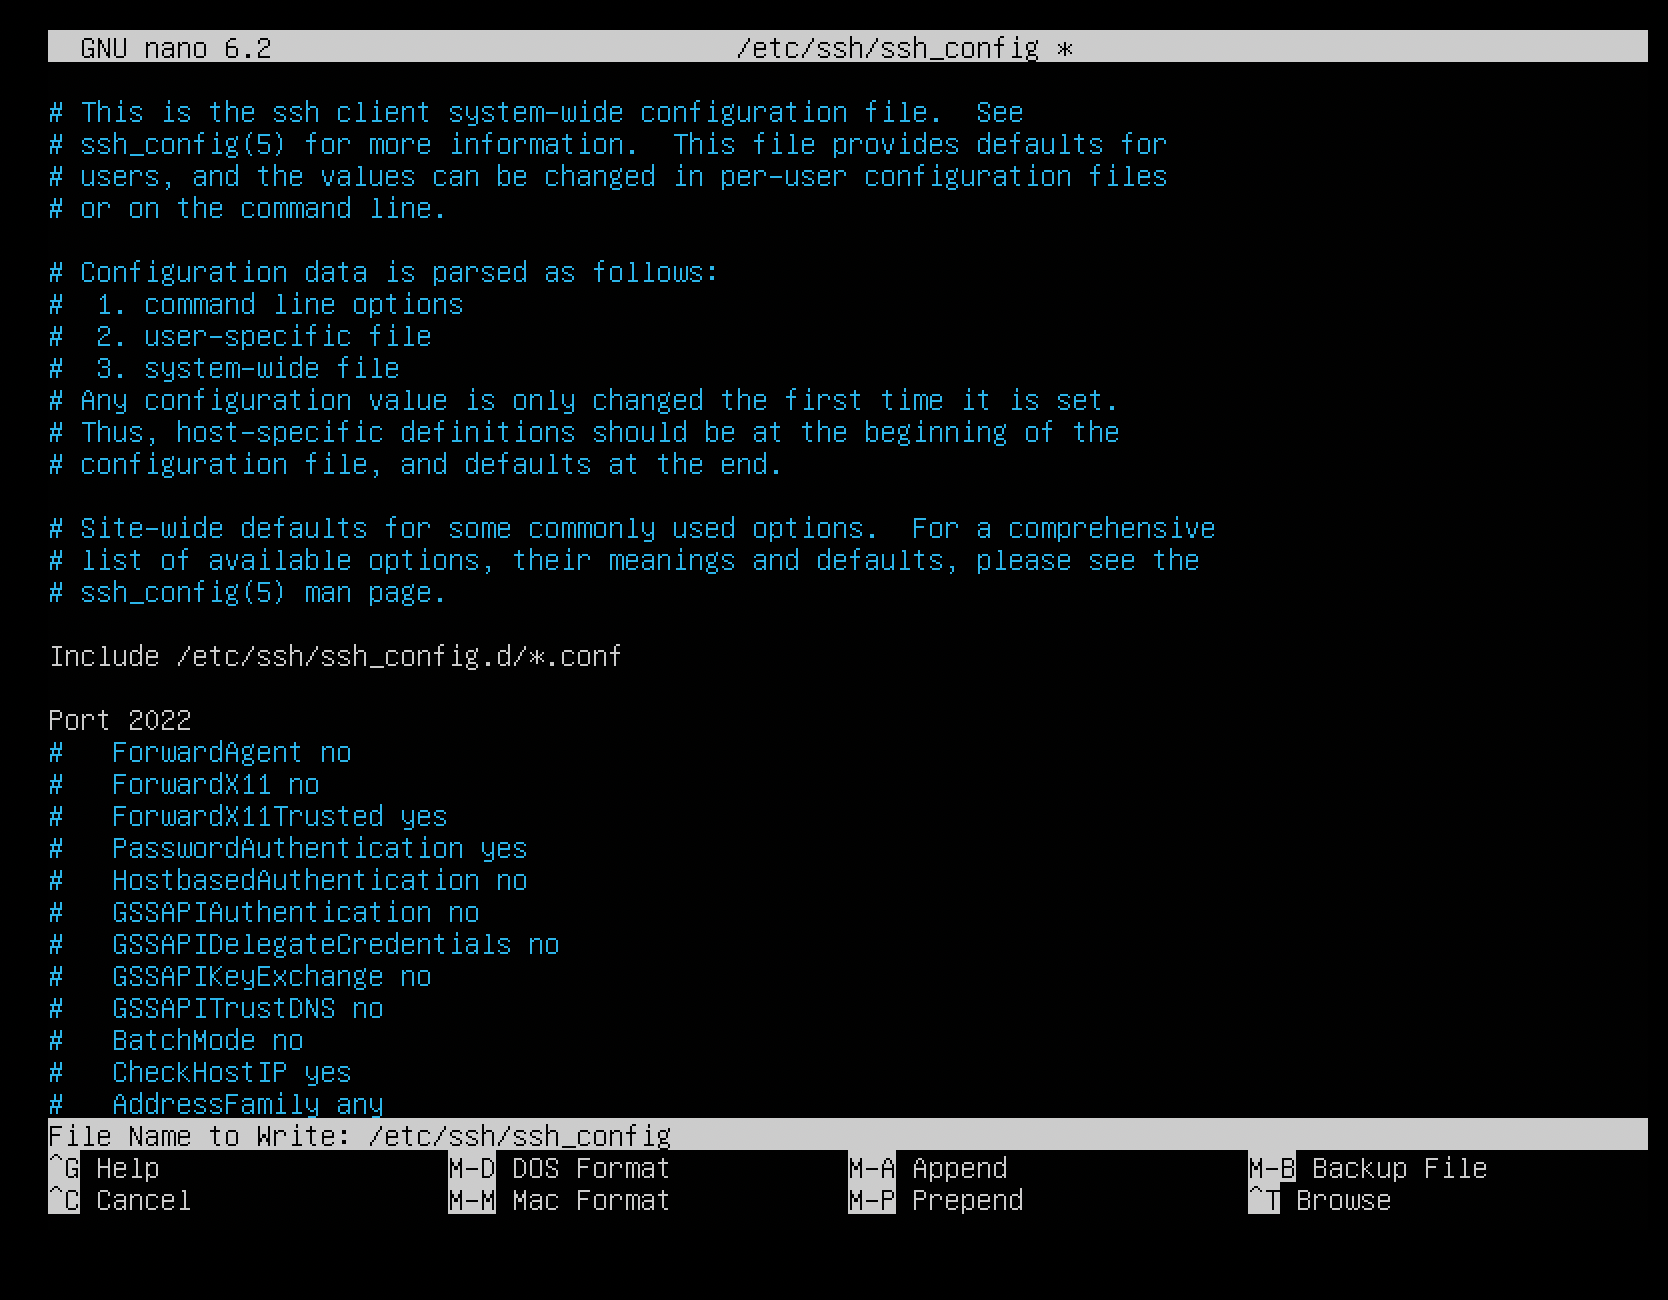 GNU nano 6.2 /etc/ssh/ssh_config *
# This is the ssh client system-wide configuration file.  See
# ssh_config(5) for more information.  This file provides defaults for
# users, and the values can be changed in per-user configuration files
# or on the command line.
# Configuration data is parsed as follows:
#  1. command line options
#  2. user-specific file
#  3. system-wide file
# Any configuration value is only changed the first time it is set.
# Thus, host-specific definitions should be at the beginning of the
# configuration file, and defaults at the end.
# Site-wide defaults for some commonly used options.  For a comprehensive
# list of available options, their meanings and defaults, please see the
# ssh_config(5) man page.
Include /etc/ssh/ssh_config.d/*.conf
Port 2022
#   ForwardAgent no
#   ForwardX11 no
#   ForwardX11Trusted yes
#   PasswordAuthentication yes
#   HostbasedAuthentication no
#   GSSAPIAuthentication no
#   GSSAPIDelegateCredentials no
#   GSSAPIKeyExchange no
#   GSSAPITrustDNS no
#   BatchMode no
#   CheckHostIP yes
#   AddressFamily any
File Name to Write: /etc/ssh/ssh_config
^G Help M-D DOS Format M-A Append M-B Backup File
^C Cancel M-M Mac Format M-P Prepend ^T Browse